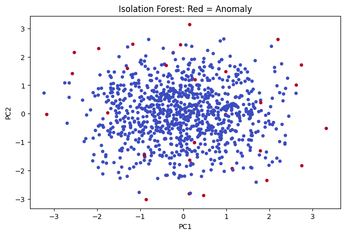 Isolation Forest: Red = Anomaly
3
2
1
0
−1
−2
−3
PC2
−3 −2 −1 0 1 2 3
PC1